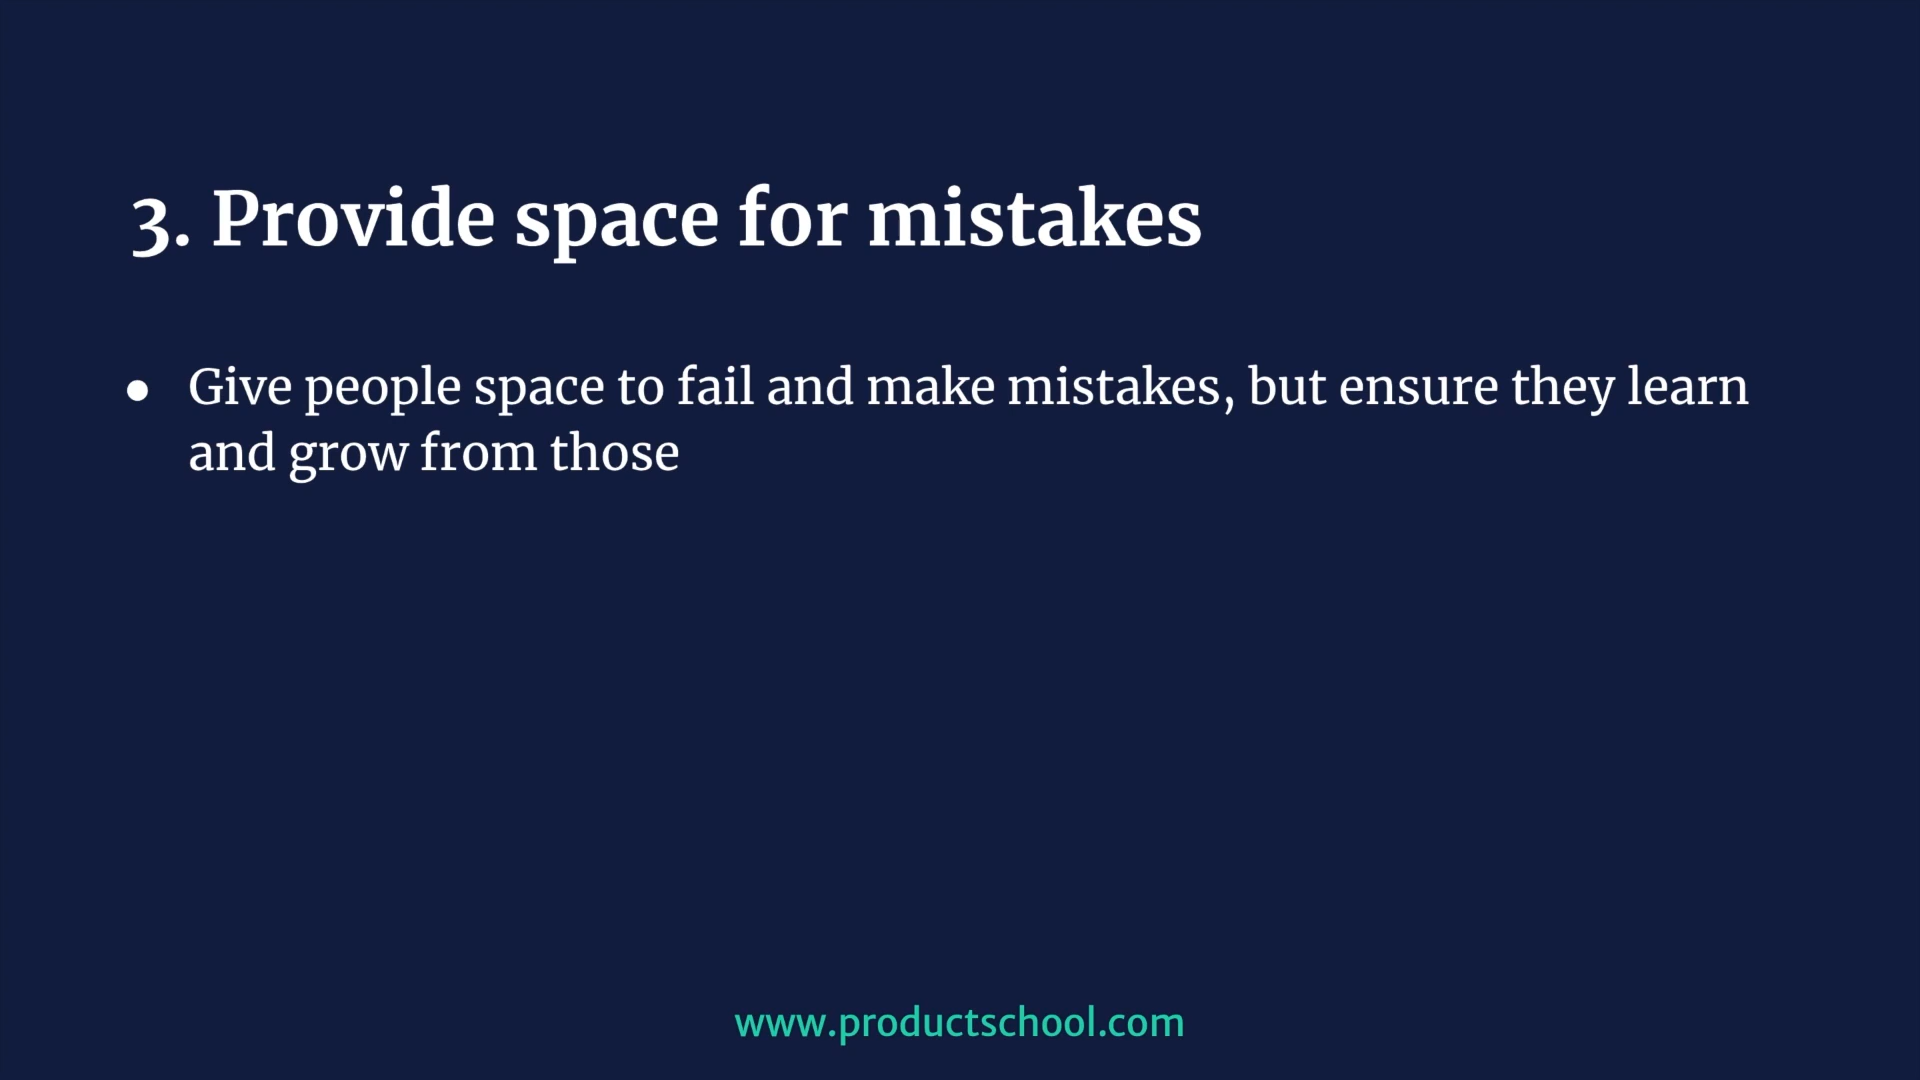 3. Provide space for mistakes
● Give people space to fail and make mistakes, but ensure they learn
and grow from those
www.productschool.com